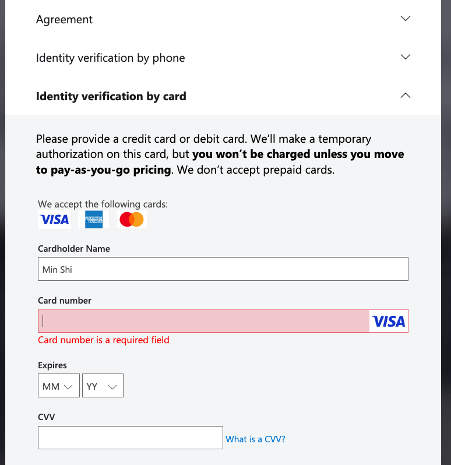 Agreement
Identity verification by phone
Identity verification by card
Please provide a credit card or debit card. We'll make a temporary
authorization on this card, but you won't be charged unless you move
to pay-as-you-go pricing. We don't accept prepaid cards.
We accept the following cards:
VISA
AMERICAN EXPRESS
Cardholder Name
Min Shi
Card number
VISA
Card number is a required field
Expires
MM YY
CVV
What is a CVV?